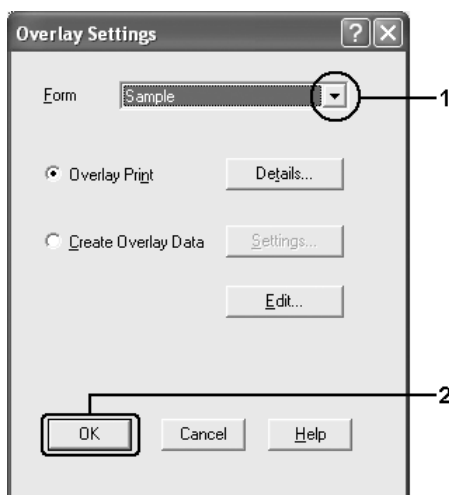 Overlay Settings
Form Sample 1
Overlay Print Details...
Create Overlay Data Settings...
Edit...
2
OK Cancel Help